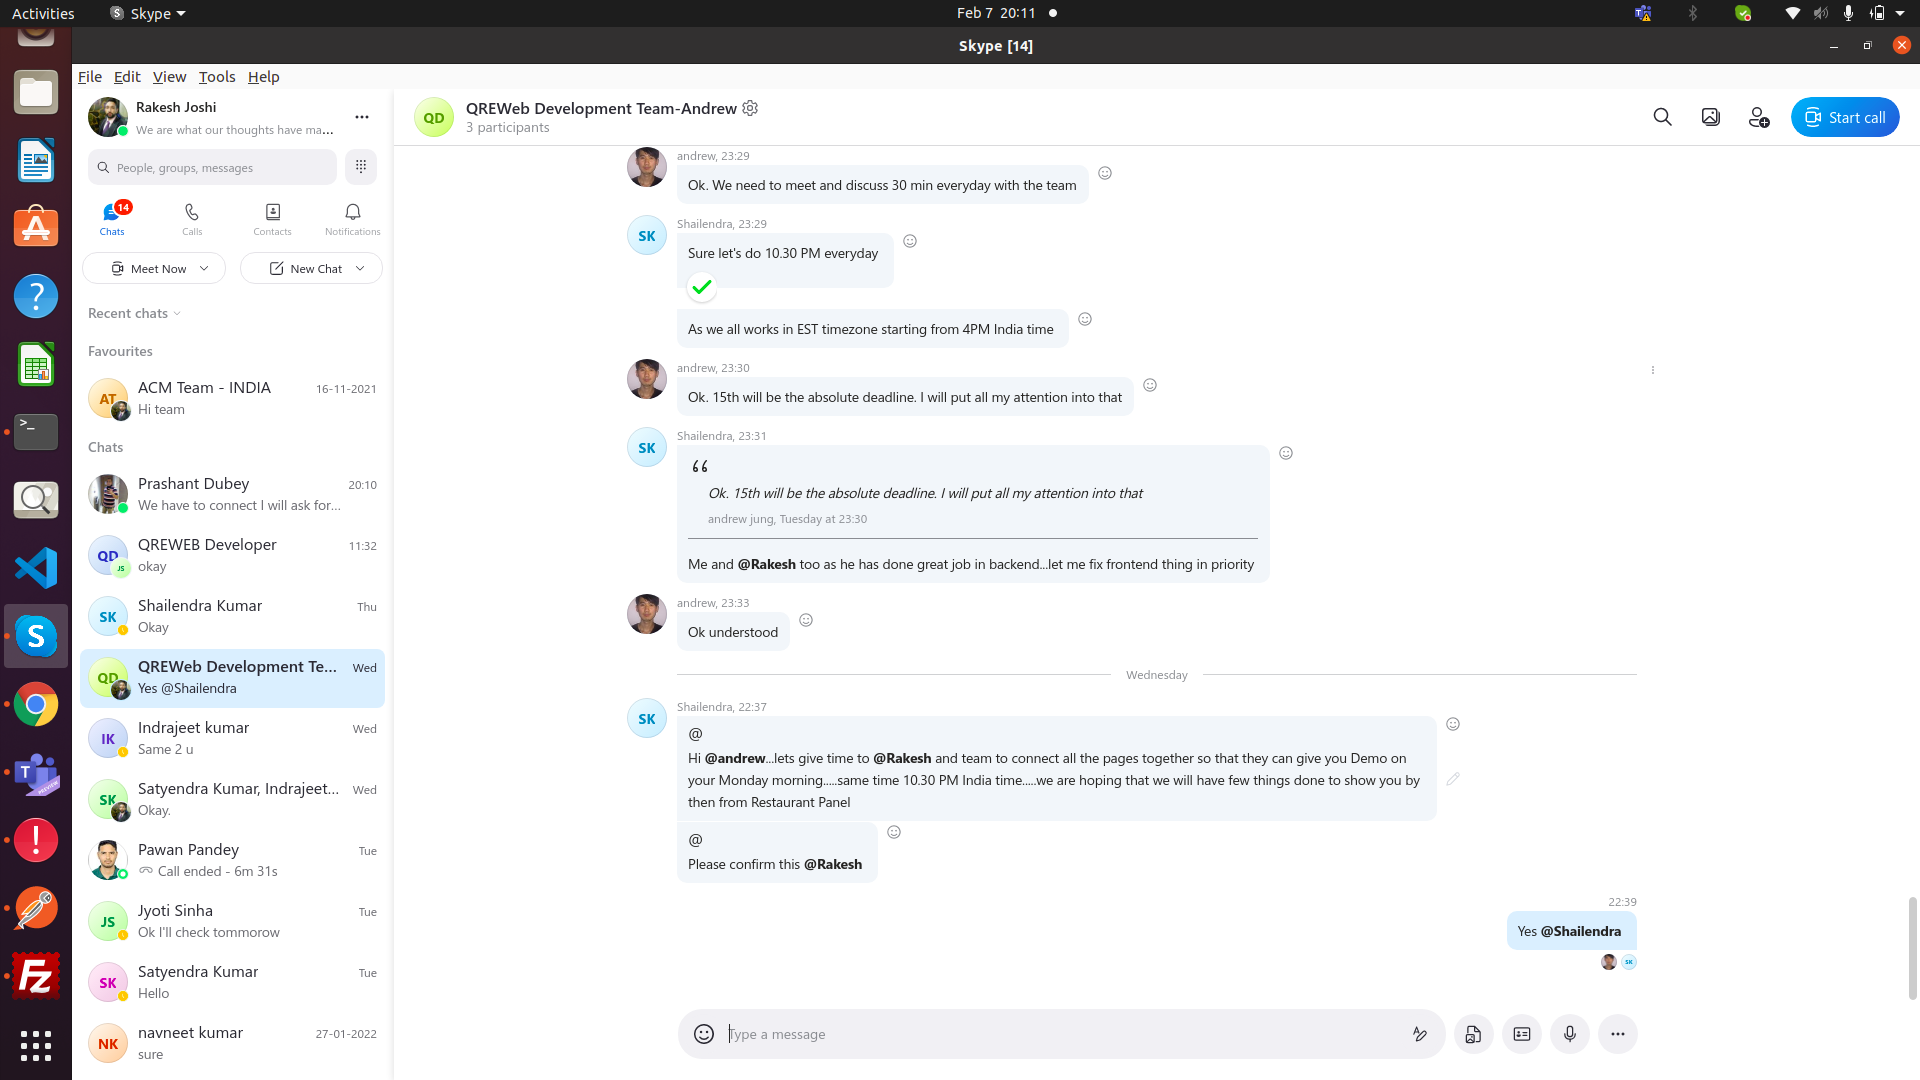 Activities
Skype
Feb 7 20:11
Skype [14]
File Edit View Tools Help
Rakesh Joshi
We are what our thoughts have ma...
People, groups, messages
14
Chats
Calls
Contacts
Notifications
Meet Now
New Chat
Recent chats
Favourites
AT
ACM Team - INDIA
16-11-2021
Hi team
Chats
Prashant Dubey
20:10
We have to connect I will ask for...
QD
JS
QREWEB Developer
11:32
okay
SK
Shailendra Kumar
Thu
Okay
QD
QREWeb Development Te...
Wed
Yes @Shailendra
IK
Indrajeet kumar
Wed
Same 2 u
SK
Satyendra Kumar, Indrajeet...
Wed
Okay.
Pawan Pandey
Tue
Call ended - 6m 31s
JS
Jyoti Sinha
Tue
Ok I'll check tommorow
SK
Satyendra Kumar
Tue
Hello
NK
navneet kumar
27-01-2022
sure
QD
QREWeb Development Team-Andrew
3 participants
Start call
andrew, 23:29
Ok. We need to meet and discuss 30 min everyday with the team
SK
Shailendra, 23:29
Sure let's do 10.30 PM everyday
As we all works in EST timezone starting from 4PM India time
andrew, 23:30
Ok. 15th will be the absolute deadline. I will put all my attention into that
SK
Shailendra, 23:31
Ok. 15th will be the absolute deadline. I will put all my attention into that
andrew jung, Tuesday at 23:30
Me and @Rakesh too as he has done great job in backend...let me fix frontend thing in priority
andrew, 23:33
Ok understood
Wednesday
SK
Shailendra, 22:37
@
Hi @andrew...lets give time to @Rakesh and team to connect all the pages together so that they can give you Demo on
your Monday morning.....same time 10.30 PM India time.....we are hoping that we will have few things done to show you by
then from Restaurant Panel
@
Please confirm this @Rakesh
22:39
Yes @Shailendra
SK
Type a message